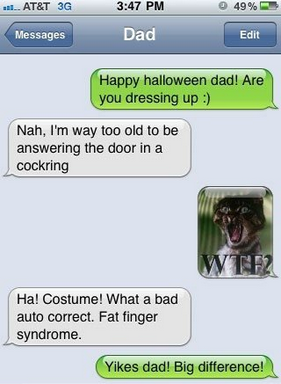 AT&T 3G 3:47 PM 49%
Messages Dad Edit
Happy halloween dad! Are
you dressing up :)
Nah, I'm way too old to be
answering the door in a
cockring
WTF?
Ha! Costume! What a bad
auto correct. Fat finger
syndrome.
Yikes dad! Big difference!